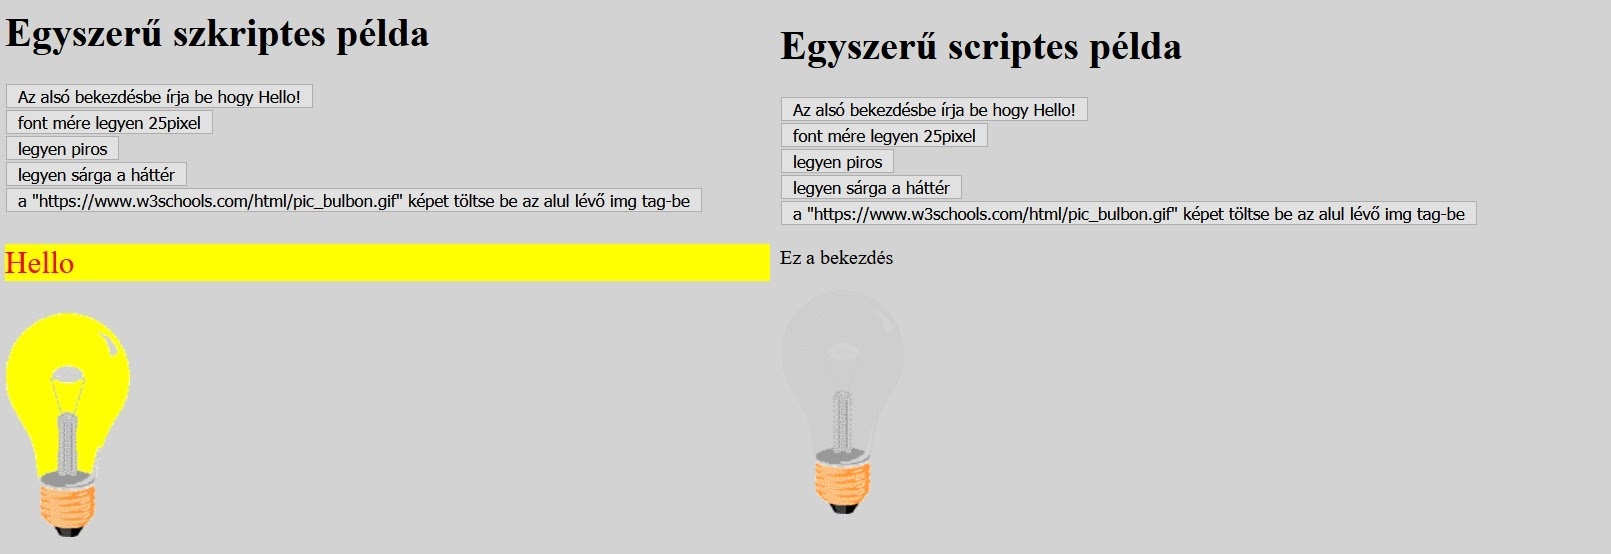 Egyszerű szkriptes példa
Az alsó bekezdésbe írja be hogy Hello!
font mére legyen 25pixel
legyen piros
legyen sárga a háttér
a "https://www.w3schools.com/html/pic_bulbon.gif" képet töltse be az alul lévő img tag-be
Hello
Egyszerű scriptes példa
Az alsó bekezdésbe írja be hogy Hello!
font mére legyen 25pixel
legyen piros
legyen sárga a háttér
a "https://www.w3schools.com/html/pic_bulbon.gif" képet töltse be az alul lévő img tag-be
Ez a bekezdés